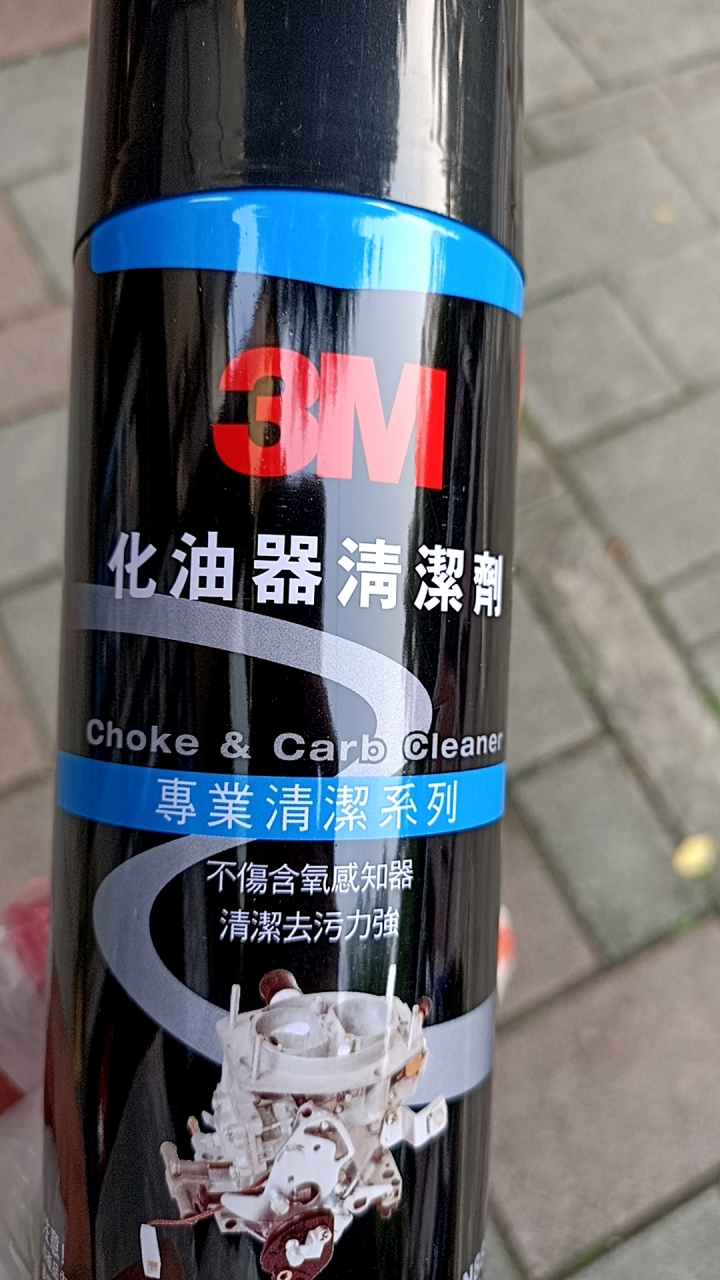 3M
化油器清潔劑
Choke & Carb Cleaner
專業清潔系列
不傷含氧感知器
清潔去污力強